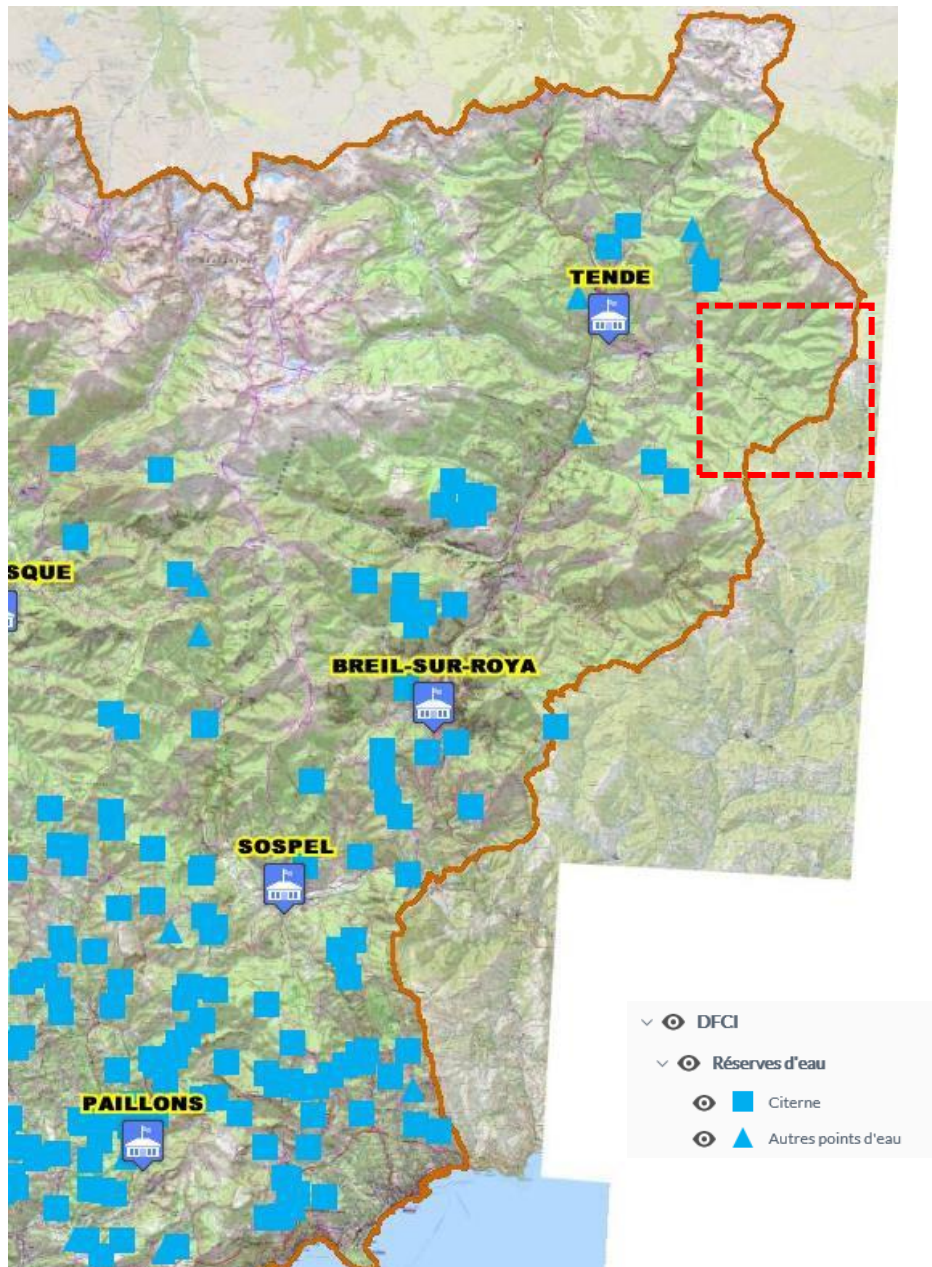 TENDE
SQUE
BREIL-SUR-ROYA
SOSPEL
DFCI
Réserves d'eau
Citerne
PAILLONS
Autres points d'eau